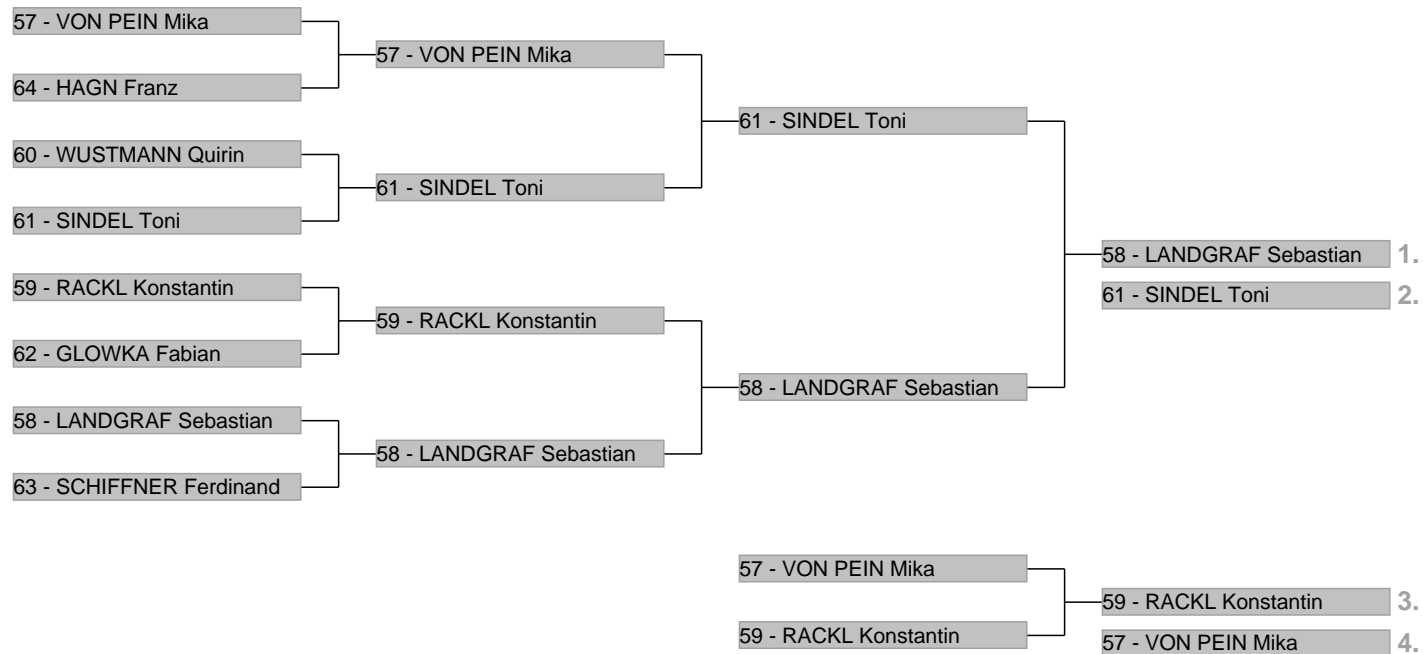 57 - VON PEIN Mika
64 - HAGN Franz
60 - WUSTMANN Quirin
61 - SINDEL Toni
59 - RACKL Konstantin
62 - GLOWKA Fabian
58 - LANDGRAF Sebastian
63 - SCHIFFNER Ferdinand
57 - VON PEIN Mika
61 - SINDEL Toni
59 - RACKL Konstantin
58 - LANDGRAF Sebastian
61 - SINDEL Toni
58 - LANDGRAF Sebastian
58 - LANDGRAF Sebastian 1.
61 - SINDEL Toni 2.
57 - VON PEIN Mika
59 - RACKL Konstantin
59 - RACKL Konstantin 3.
57 - VON PEIN Mika 4.